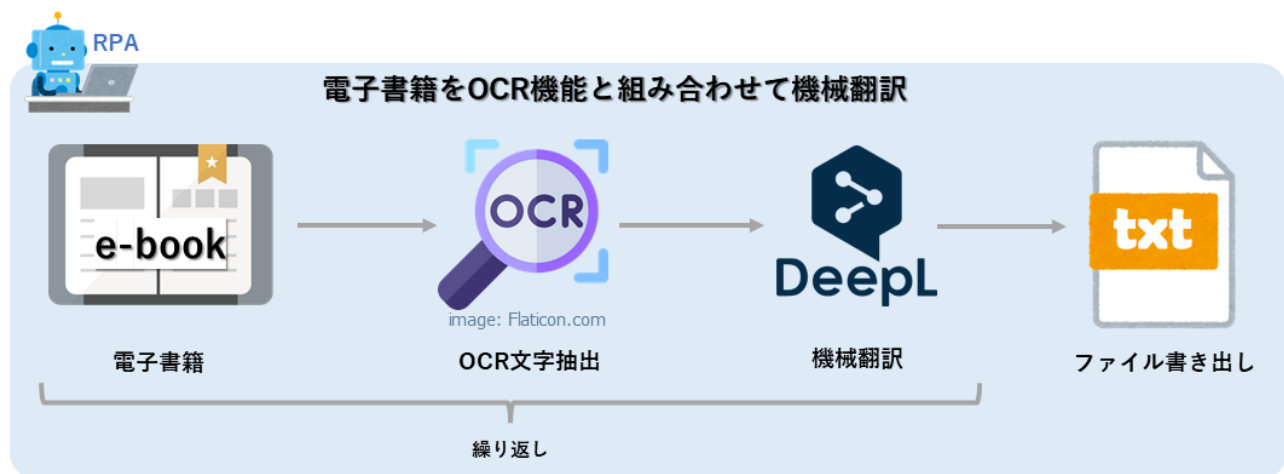 RPA
電子書籍をOCR機能と組み合わせて機械翻訳
e-book
OCR
image: Flaticon.com
DeepL
txt
電子書籍
OCR文字抽出
機械翻訳
ファイル書き出し
繰り返し